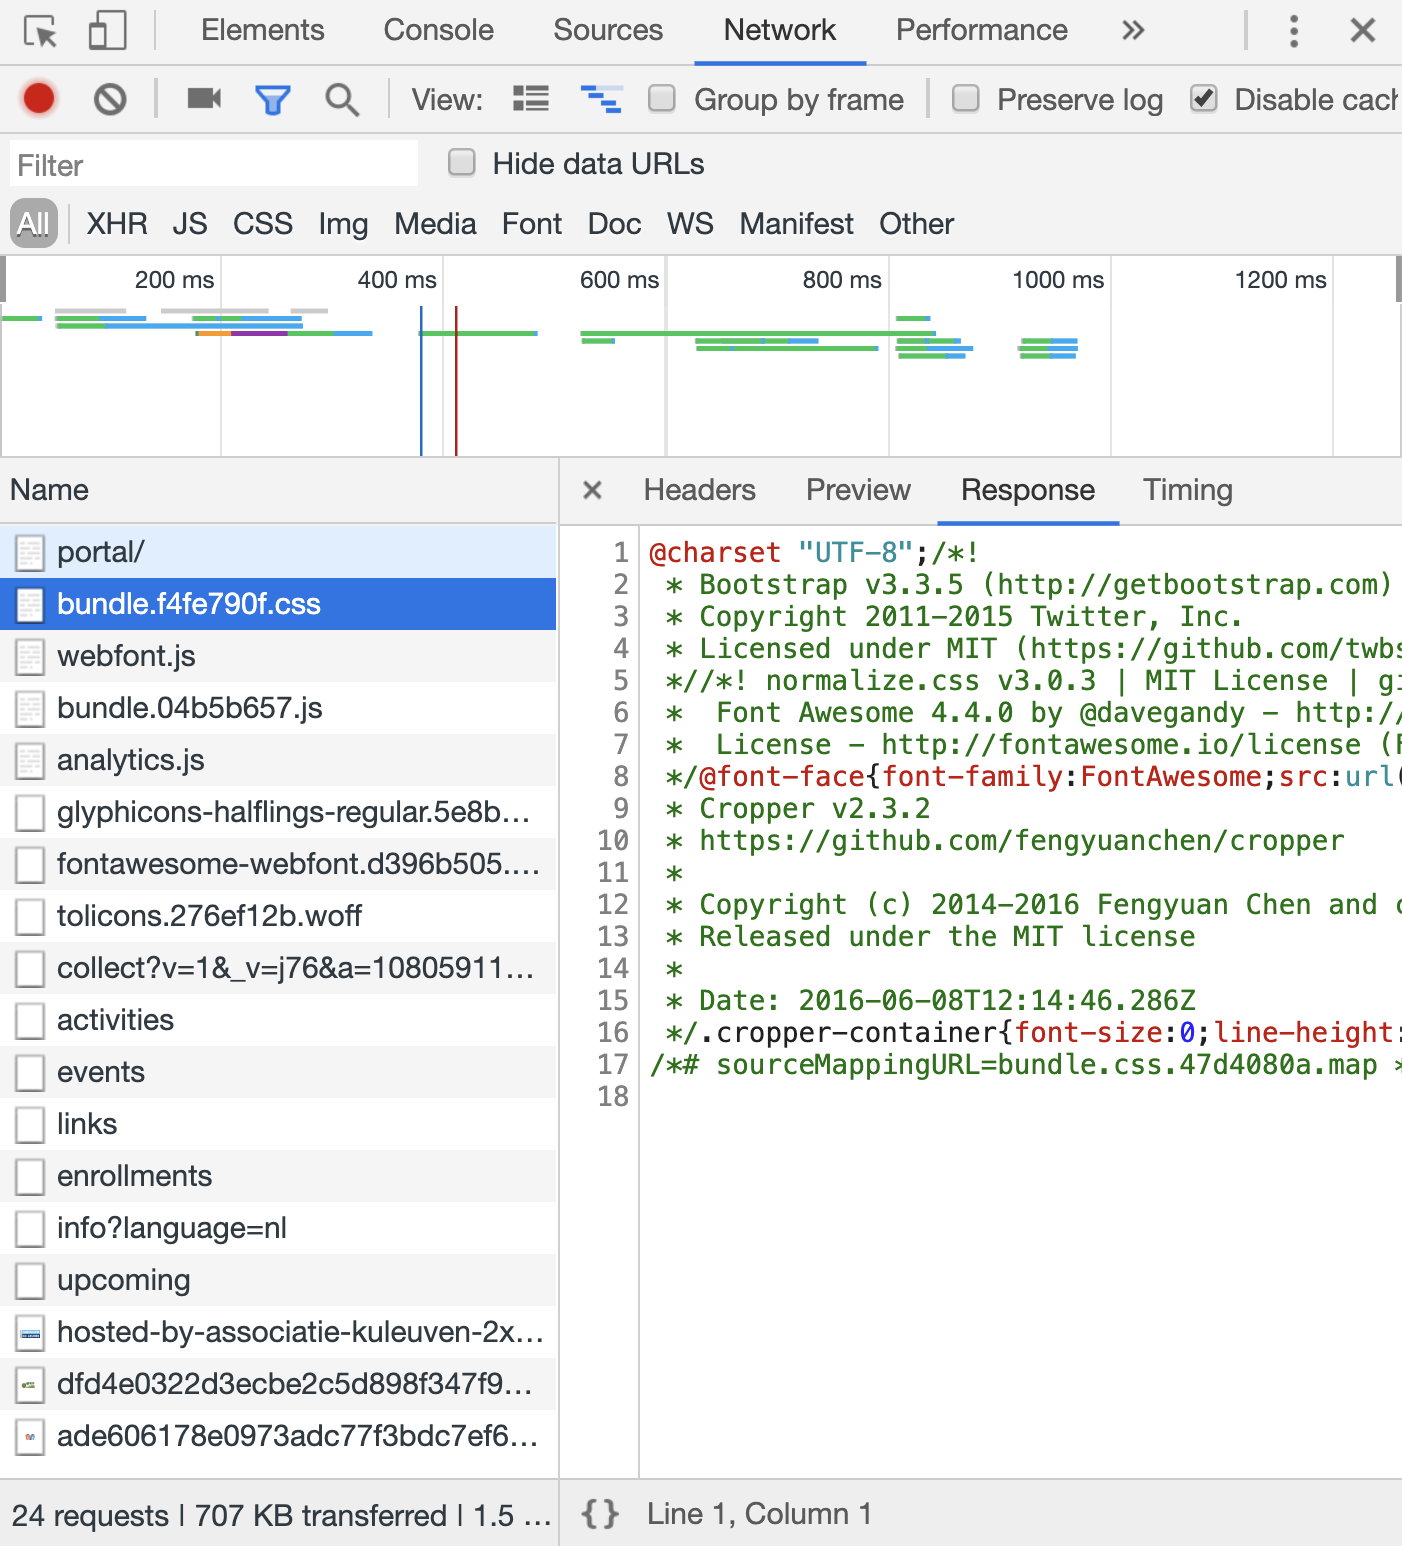 Elements Console Sources Network Performance »
View: Group by frame Preserve log Disable cach
Filter Hide data URLs
All XHR JS CSS Img Media Font Doc WS Manifest Other
200 ms 400 ms 600 ms 800 ms 1000 ms 1200 ms
Name
portal/
bundle.f4fe790f.css
webfont.js
bundle.04b5b657.js
analytics.js
glyphicons-halflings-regular.5e8b…
fontawesome-webfont.d396b505.…
tolicons.276ef12b.woff
collect?v=1&_v=j76&a=10805911…
activities
events
links
enrollments
info?language=nl
upcoming
hosted-by-associatie-kuleuven-2x…
dfd4e0322d3ecbe2c5d898f347f9…
ade606178e0973adc77f3bdc7ef6…
24 requests | 707 KB transferred | 1.5 …
× Headers Preview Response Timing
1 @charset "UTF-8";/*!
2 * Bootstrap v3.3.5 (http://getbootstrap.com)
3 * Copyright 2011-2015 Twitter, Inc.
4 * Licensed under MIT (https://github.com/twbs
5 *//*! normalize.css v3.0.3 | MIT License | gi
6 *  Font Awesome 4.4.0 by @davegandy - http://
7 *  License - http://fontawesome.io/license (F
8 */@font-face{font-family:FontAwesome;src:url(
9 * Cropper v2.3.2
10 * https://github.com/fengyuanchen/cropper
11 *
12 * Copyright (c) 2014-2016 Fengyuan Chen and c
13 * Released under the MIT license
14 *
15 * Date: 2016-06-08T12:14:46.286Z
16 */.cropper-container{font-size:0;line-height:
17 /*# sourceMappingURL=bundle.css.47d4080a.map *
18
{} Line 1, Column 1